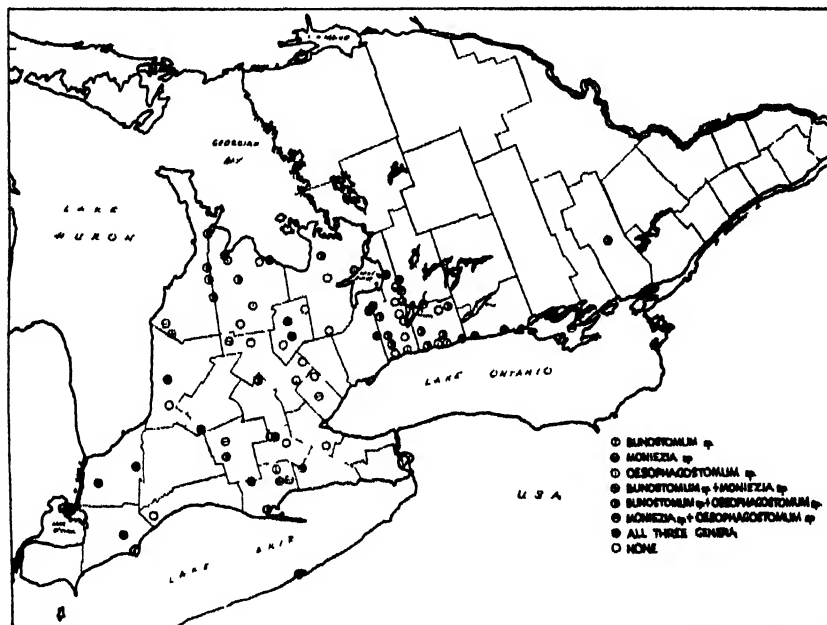 GEORGIAN
BAY
LAKE
HURON
LAKE ONTARIO
USA
LAKE ERIE
BUNOSTOMUM sp
MONIEZIA sp
OESOPHAGOSTOMUM sp
BUNOSTOMUM sp + MONIEZIA sp
BUNOSTOMUM sp + OESOPHAGOSTOMUM sp
MONIEZIA sp + OESOPHAGOSTOMUM sp
ALL THREE GENERA
NONE